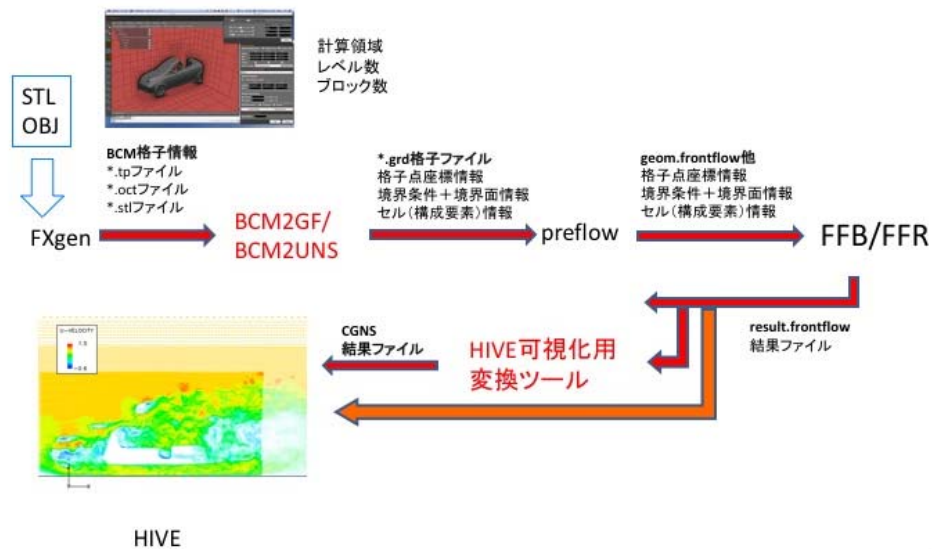 計算領域
レベル数
ブロック数
STL
OBJ
BCM格子情報
*.tpファイル
*.octファイル
*.stlファイル
*.grd格子ファイル
格子点座標情報
境界条件+境界面情報
セル(構成要素)情報
geom.frontflow他
格子点座標情報
境界条件+境界面情報
セル(構成要素)情報
FXgen
BCM2GF/
BCM2UNS
preflow
FFB/FFR
result.frontflow
結果ファイル
CGNS
結果ファイル
HIVE可視化用
変換ツール
HIVE